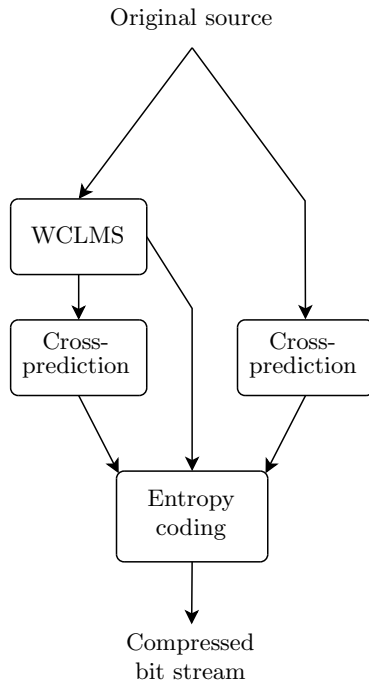 Original source
WCLMS
Cross-
prediction
Cross-
prediction
Entropy
coding
Compressed
bit stream